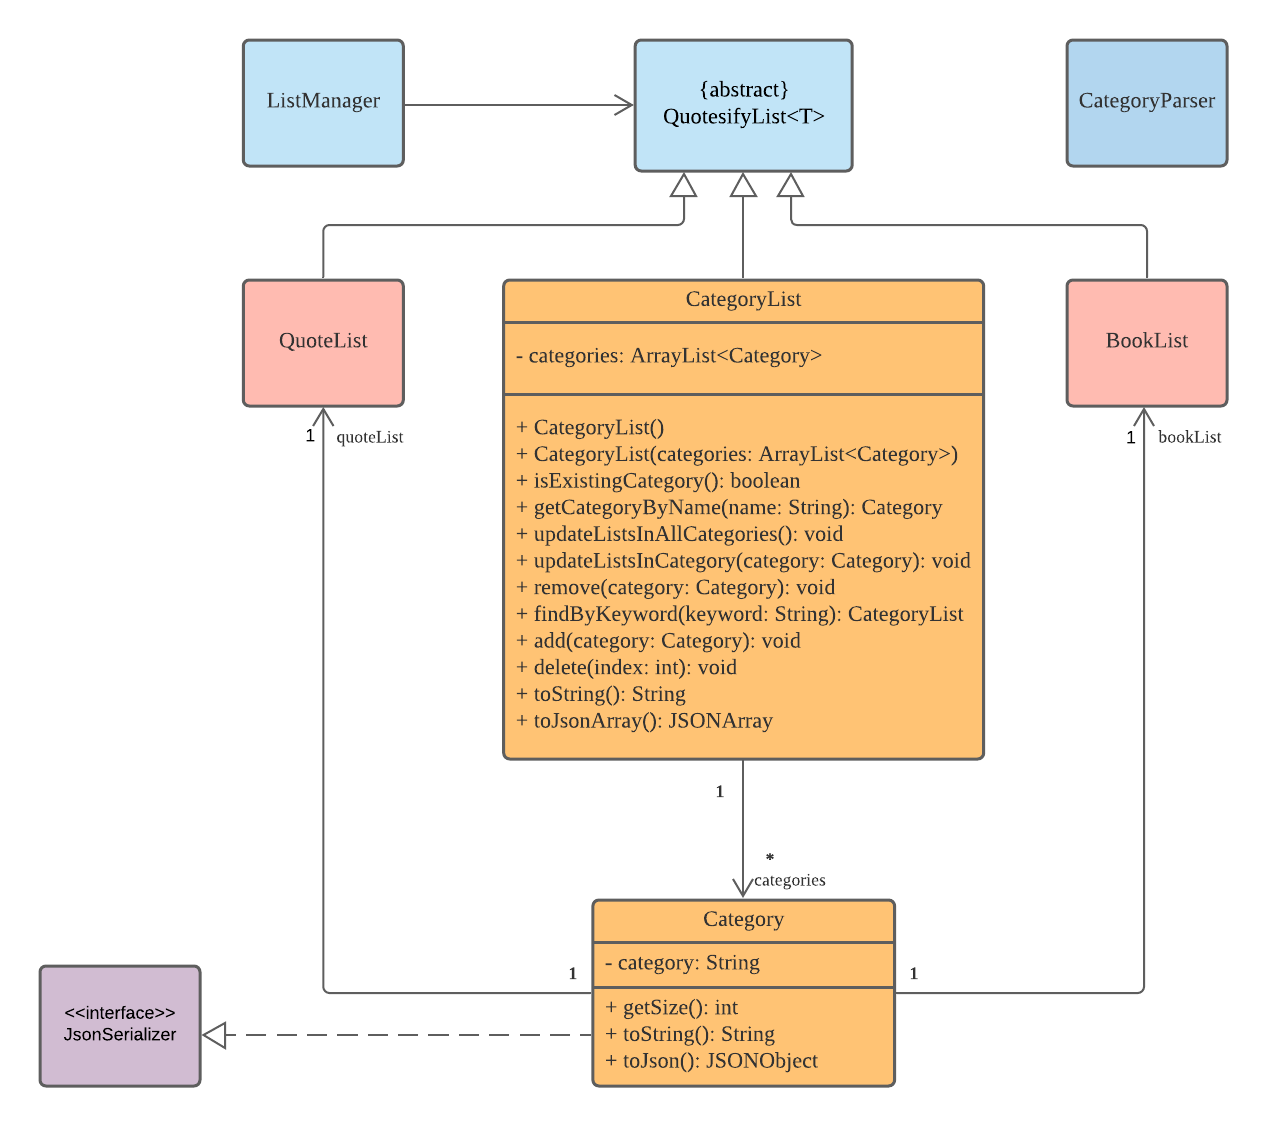 ListManager
{abstract}
QuotesifyList<T>
CategoryParser
QuoteList
CategoryList
- categories: ArrayList<Category>
+ CategoryList()
+ CategoryList(categories: ArrayList<Category>)
+ isExistingCategory(): boolean
+ getCategoryByName(name: String): Category
+ updateListsInAllCategories(): void
+ updateListsInCategory(category: Category): void
+ remove(category: Category): void
+ findByKeyword(keyword: String): CategoryList
+ add(category: Category): void
+ delete(index: int): void
+ toString(): String
+ toJsonArray(): JSONArray
BookList
1
quoteList
1
bookList
1
*
categories
Category
- category: String
+ getSize(): int
+ toString(): String
+ toJson(): JSONObject
1
1
<<interface>>
JsonSerializer